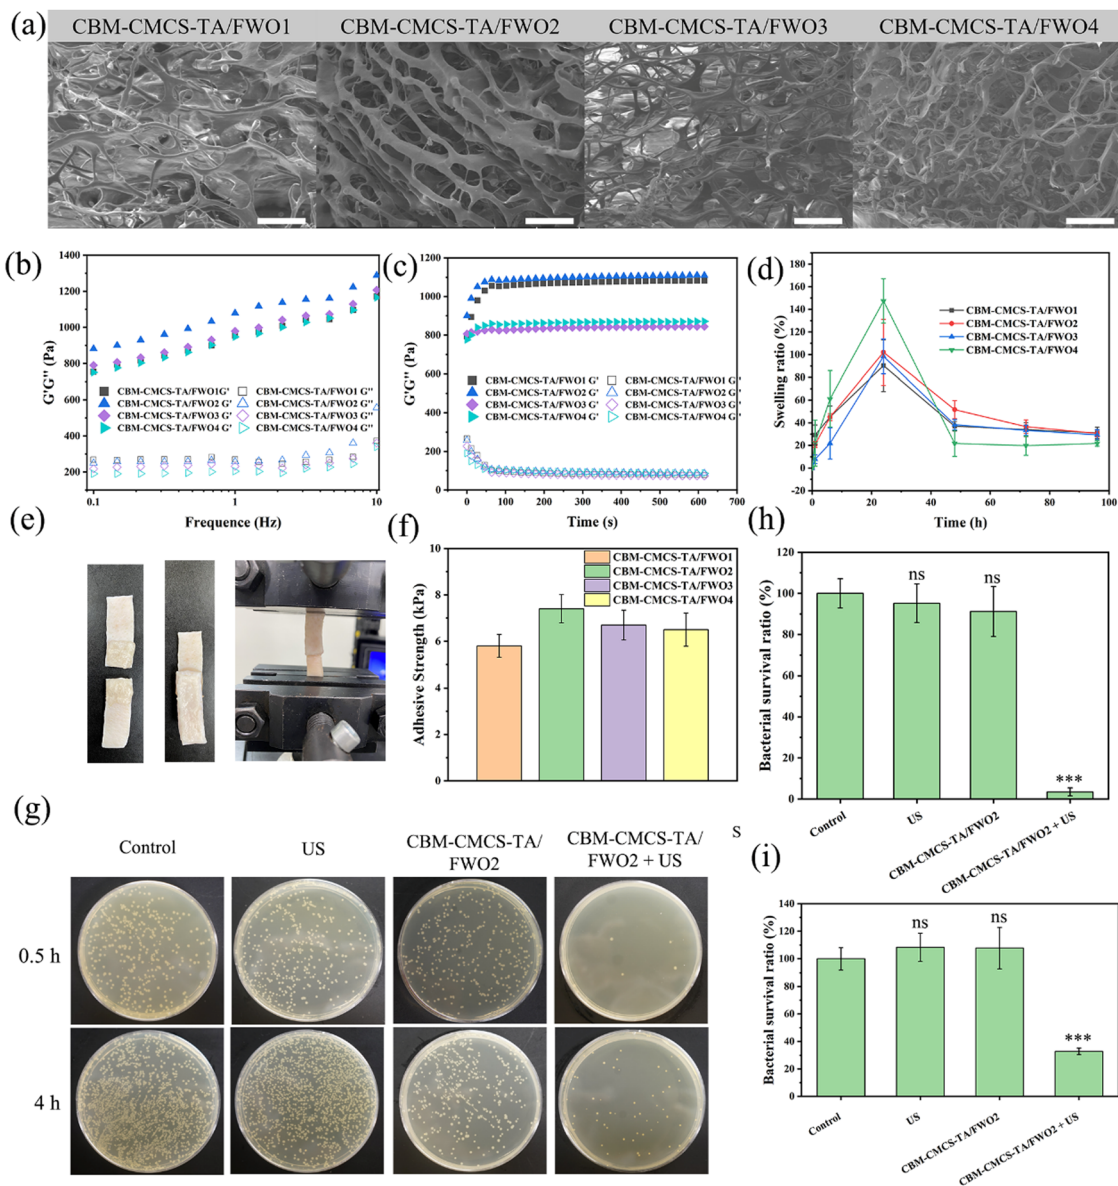 (a)
CBM-CMCS-TA/FWO1
CBM-CMCS-TA/FWO2
CBM-CMCS-TA/FWO3
CBM-CMCS-TA/FWO4
(b)
1400
1200
1000
800
600
400
200
G'G'' (Pa)
CBM-CMCS-TA/FWO1G'
CBM-CMCS-TA/FWO2 G'
CBM-CMCS-TA/FWO3 G'
CBM-CMCS-TA/FWO4 G'
CBM-CMCS-TA/FWO1 G''
CBM-CMCS-TA/FWO2 G''
CBM-CMCS-TA/FWO3 G''
CBM-CMCS-TA/FWO4 G''
0.1
1
10
Frequence (Hz)
(c)
1200
1000
800
600
400
200
0
G'G'' (Pa)
CBM-CMCS-TA/FWO1 G'
CBM-CMCS-TA/FWO2 G'
CBM-CMCS-TA/FWO3 G'
CBM-CMCS-TA/FWO4 G'
CBM-CMCS-TA/FWO1 G''
CBM-CMCS-TA/FWO2 G''
CBM-CMCS-TA/FWO3 G''
CBM-CMCS-TA/FWO4 G''
0 100 200 300 400 500 600 700
Time (s)
(d)
180
160
140
120
100
80
60
40
20
0
-20
Swelling ratio (%)
CBM-CMCS-TA/FWO1
CBM-CMCS-TA/FWO2
CBM-CMCS-TA/FWO3
CBM-CMCS-TA/FWO4
0 20 40 60 80 100
Time (h)
(e)
(f)
10
8
6
4
2
0
Adhesive Strength (kPa)
CBM-CMCS-TA/FWO1
CBM-CMCS-TA/FWO2
CBM-CMCS-TA/FWO3
CBM-CMCS-TA/FWO4
(h)
120
100
80
60
40
20
0
Bacterial survival ratio (%)
ns
ns
***
Control
US
CBM-CMCS-TA/FWO2
CBM-CMCS-TA/FWO2 + US
(g)
Control
US
CBM-CMCS-TA/
FWO2
CBM-CMCS-TA/
FWO2 + US
S
0.5 h
4 h
(i)
140
120
100
80
60
40
20
0
Bacterial survival ratio (%)
ns
ns
***
Control
US
CBM-CMCS-TA/FWO2
CBM-CMCS-TA/FWO2 + US